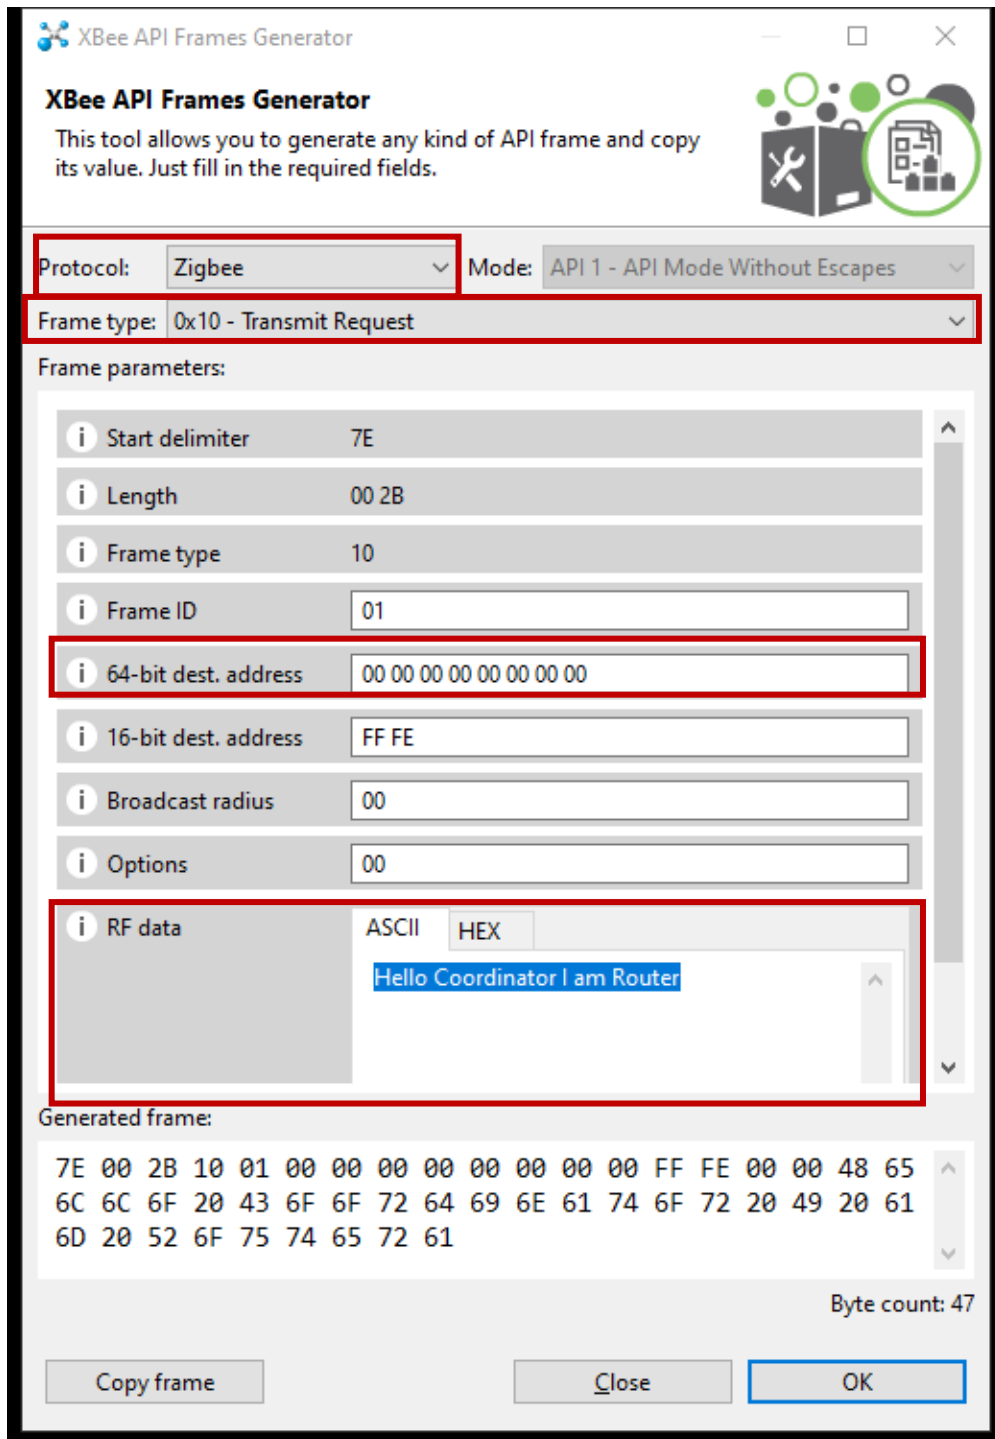 XBee API Frames Generator
XBee API Frames Generator
This tool allows you to generate any kind of API frame and copy
its value. Just fill in the required fields.
Protocol: Zigbee Mode: API 1 - API Mode Without Escapes
Frame type: 0x10 - Transmit Request
Frame parameters:
i Start delimiter 7E
i Length 00 2B
i Frame type 10
i Frame ID 01
i 64-bit dest. address 00 00 00 00 00 00 00 00
i 16-bit dest. address FF FE
i Broadcast radius 00
i Options 00
i RF data ASCII HEX
Hello Coordinator I am Router
Generated frame:
7E 00 2B 10 01 00 00 00 00 00 00 00 00 FF FE 00 00 48 65
6C 6C 6F 20 43 6F 6F 72 64 69 6E 61 74 6F 72 20 49 20 61
6D 20 52 6F 75 74 65 72 61
Byte count: 47
Copy frame Close OK